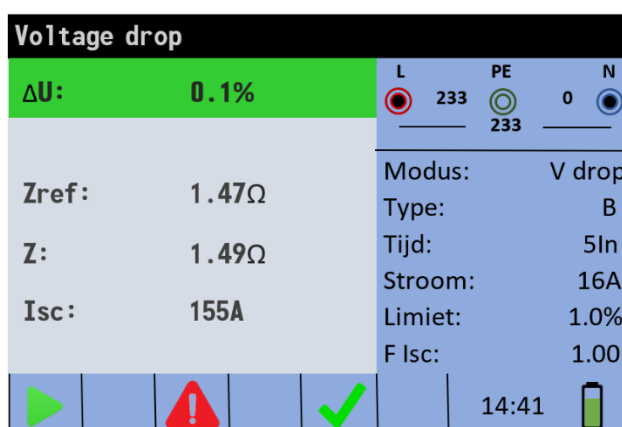 Voltage drop
ΔU: 0.1%
Zref: 1.47Ω
Z: 1.49Ω
Isc: 155A
L PE N
233 0
233
Modus: V drop
Type: B
Tijd: 5In
Stroom: 16A
Limiet: 1.0%
F Isc: 1.00
14:41